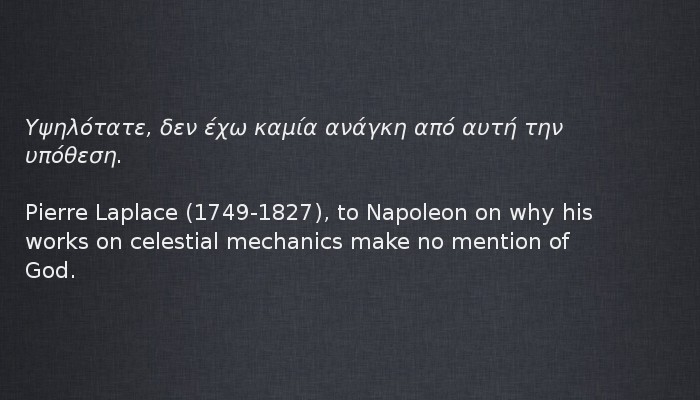 Υψηλότατε, δεν έχω καμία ανάγκη από αυτή την
υπόθεση.
Pierre Laplace (1749-1827), to Napoleon on why his
works on celestial mechanics make no mention of
God.